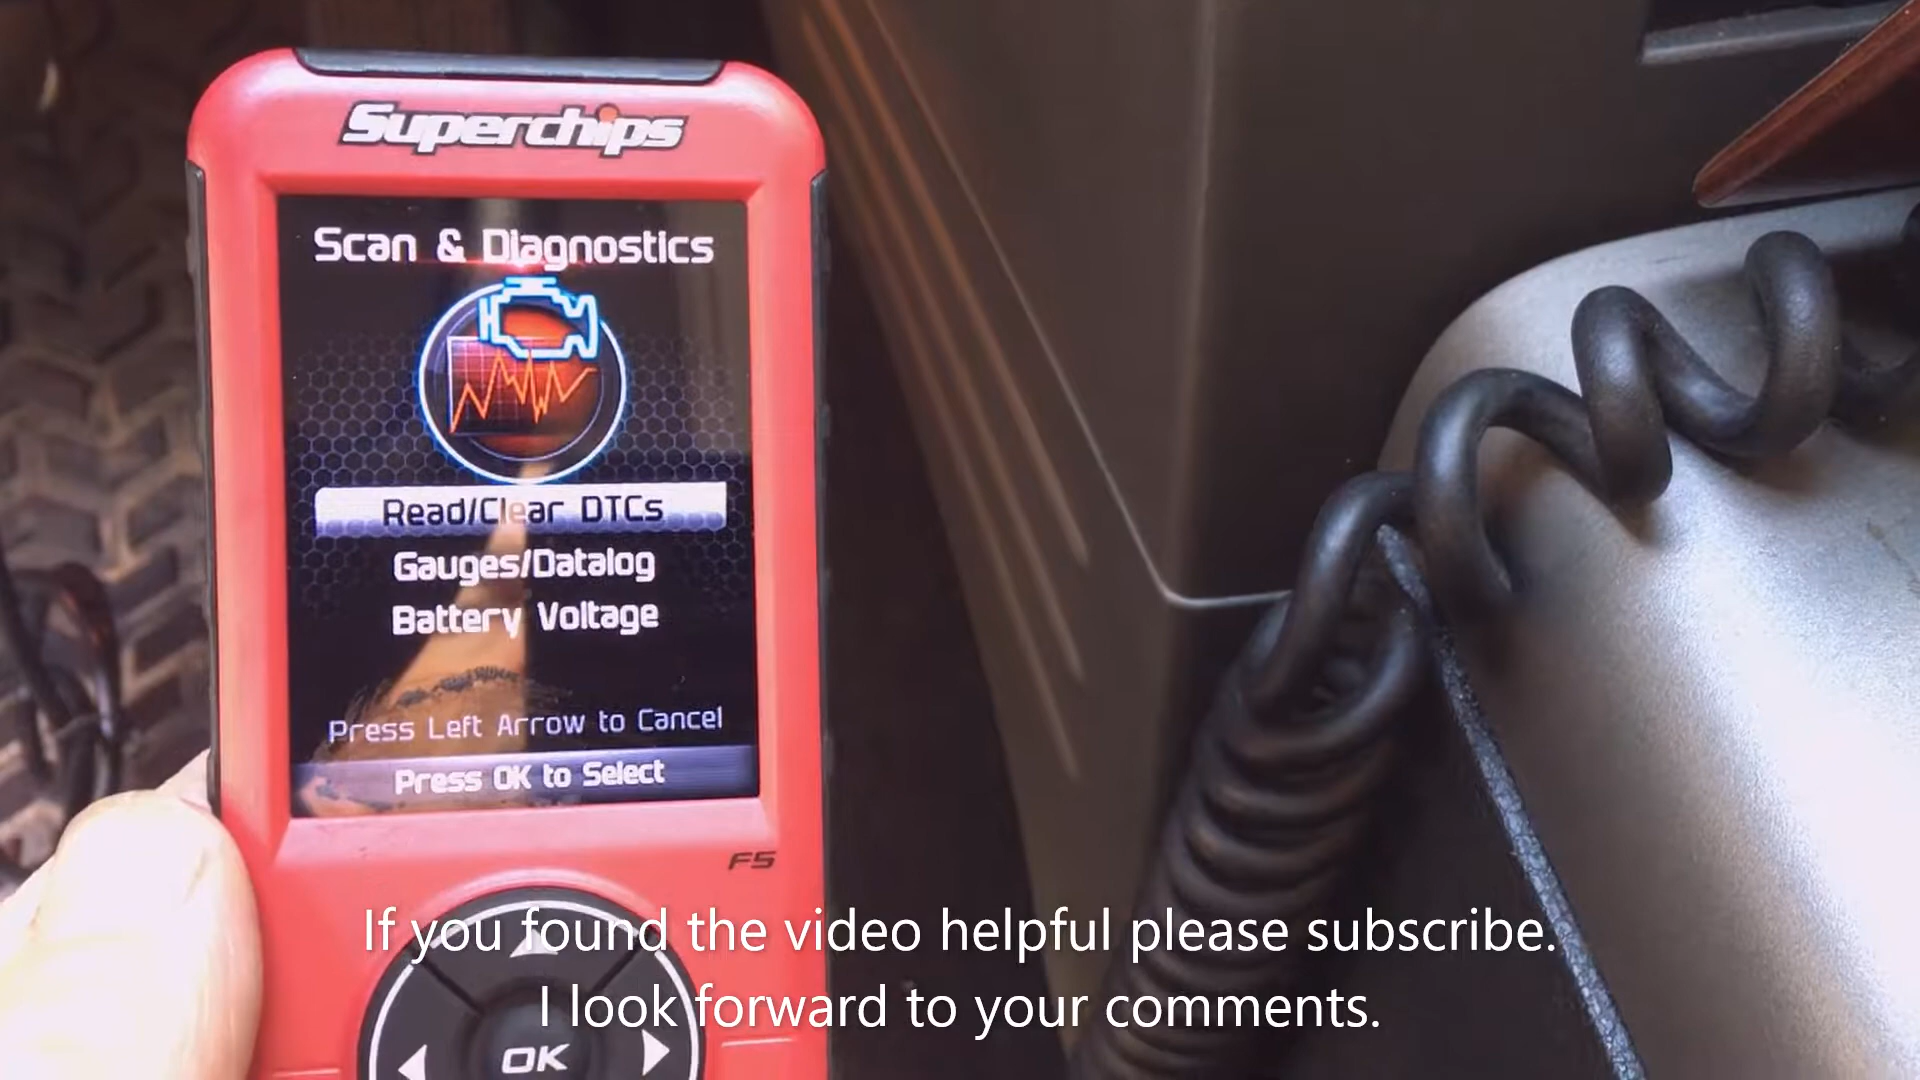 Superchips
Scan & Diagnostics
Read/Clear DTCs
Gauges/Datalog
Battery Voltage
Press Left Arrow to Cancel
Press OK to Select
F5
If you found the video helpful please subscribe.
I look forward to your comments.
OK